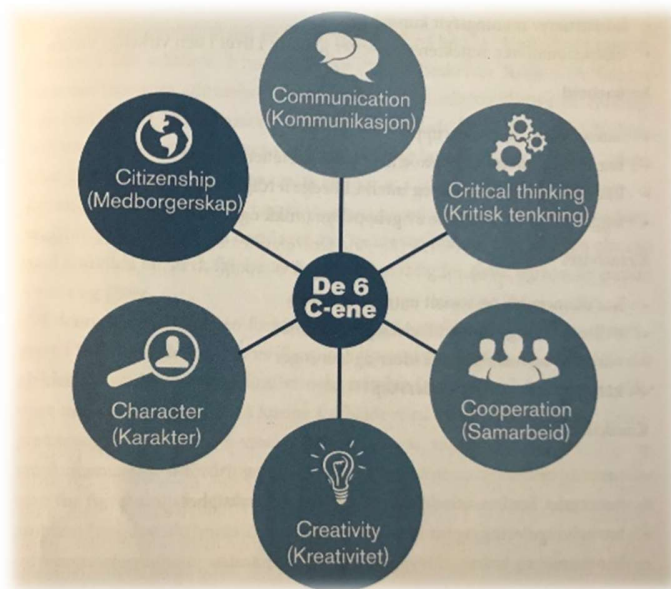 Communication
(Kommunikasjon)
Citizenship
(Medborgerskap)
Critical thinking
(Kritisk tenkning)
De 6
C-ene
Character
(Karakter)
Cooperation
(Samarbeid)
Creativity
(Kreativitet)